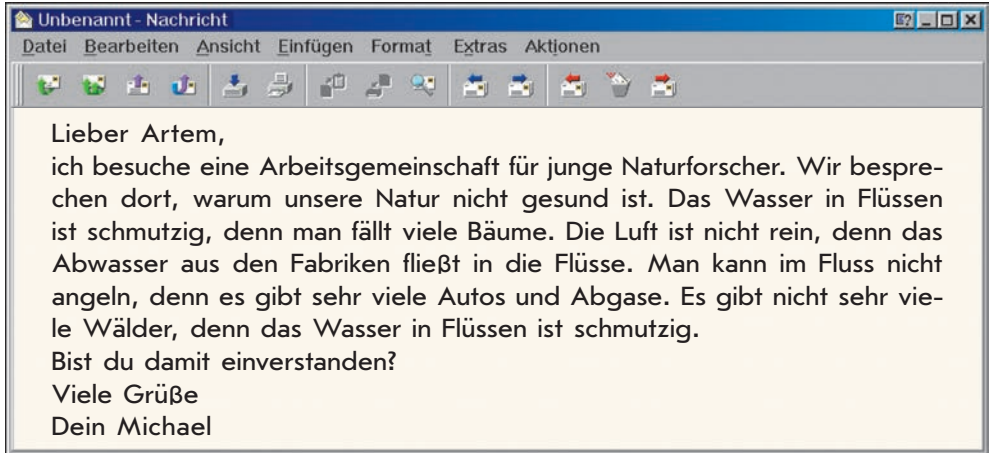 Unbenannt - Nachricht
Datei Bearbeiten Ansicht Einfügen Format Extras Aktionen
Lieber Artem,
ich besuche eine Arbeitsgemeinschaft für junge Naturforscher. Wir bespre-
chen dort, warum unsere Natur nicht gesund ist. Das Wasser in Flüssen
ist schmutzig, denn man fällt viele Bäume. Die Luft ist nicht rein, denn das
Abwasser aus den Fabriken fließt in die Flüsse. Man kann im Fluss nicht
angeln, denn es gibt sehr viele Autos und Abgase. Es gibt nicht sehr vie-
le Wälder, denn das Wasser in Flüssen ist schmutzig.
Bist du damit einverstanden?
Viele Grüße
Dein Michael